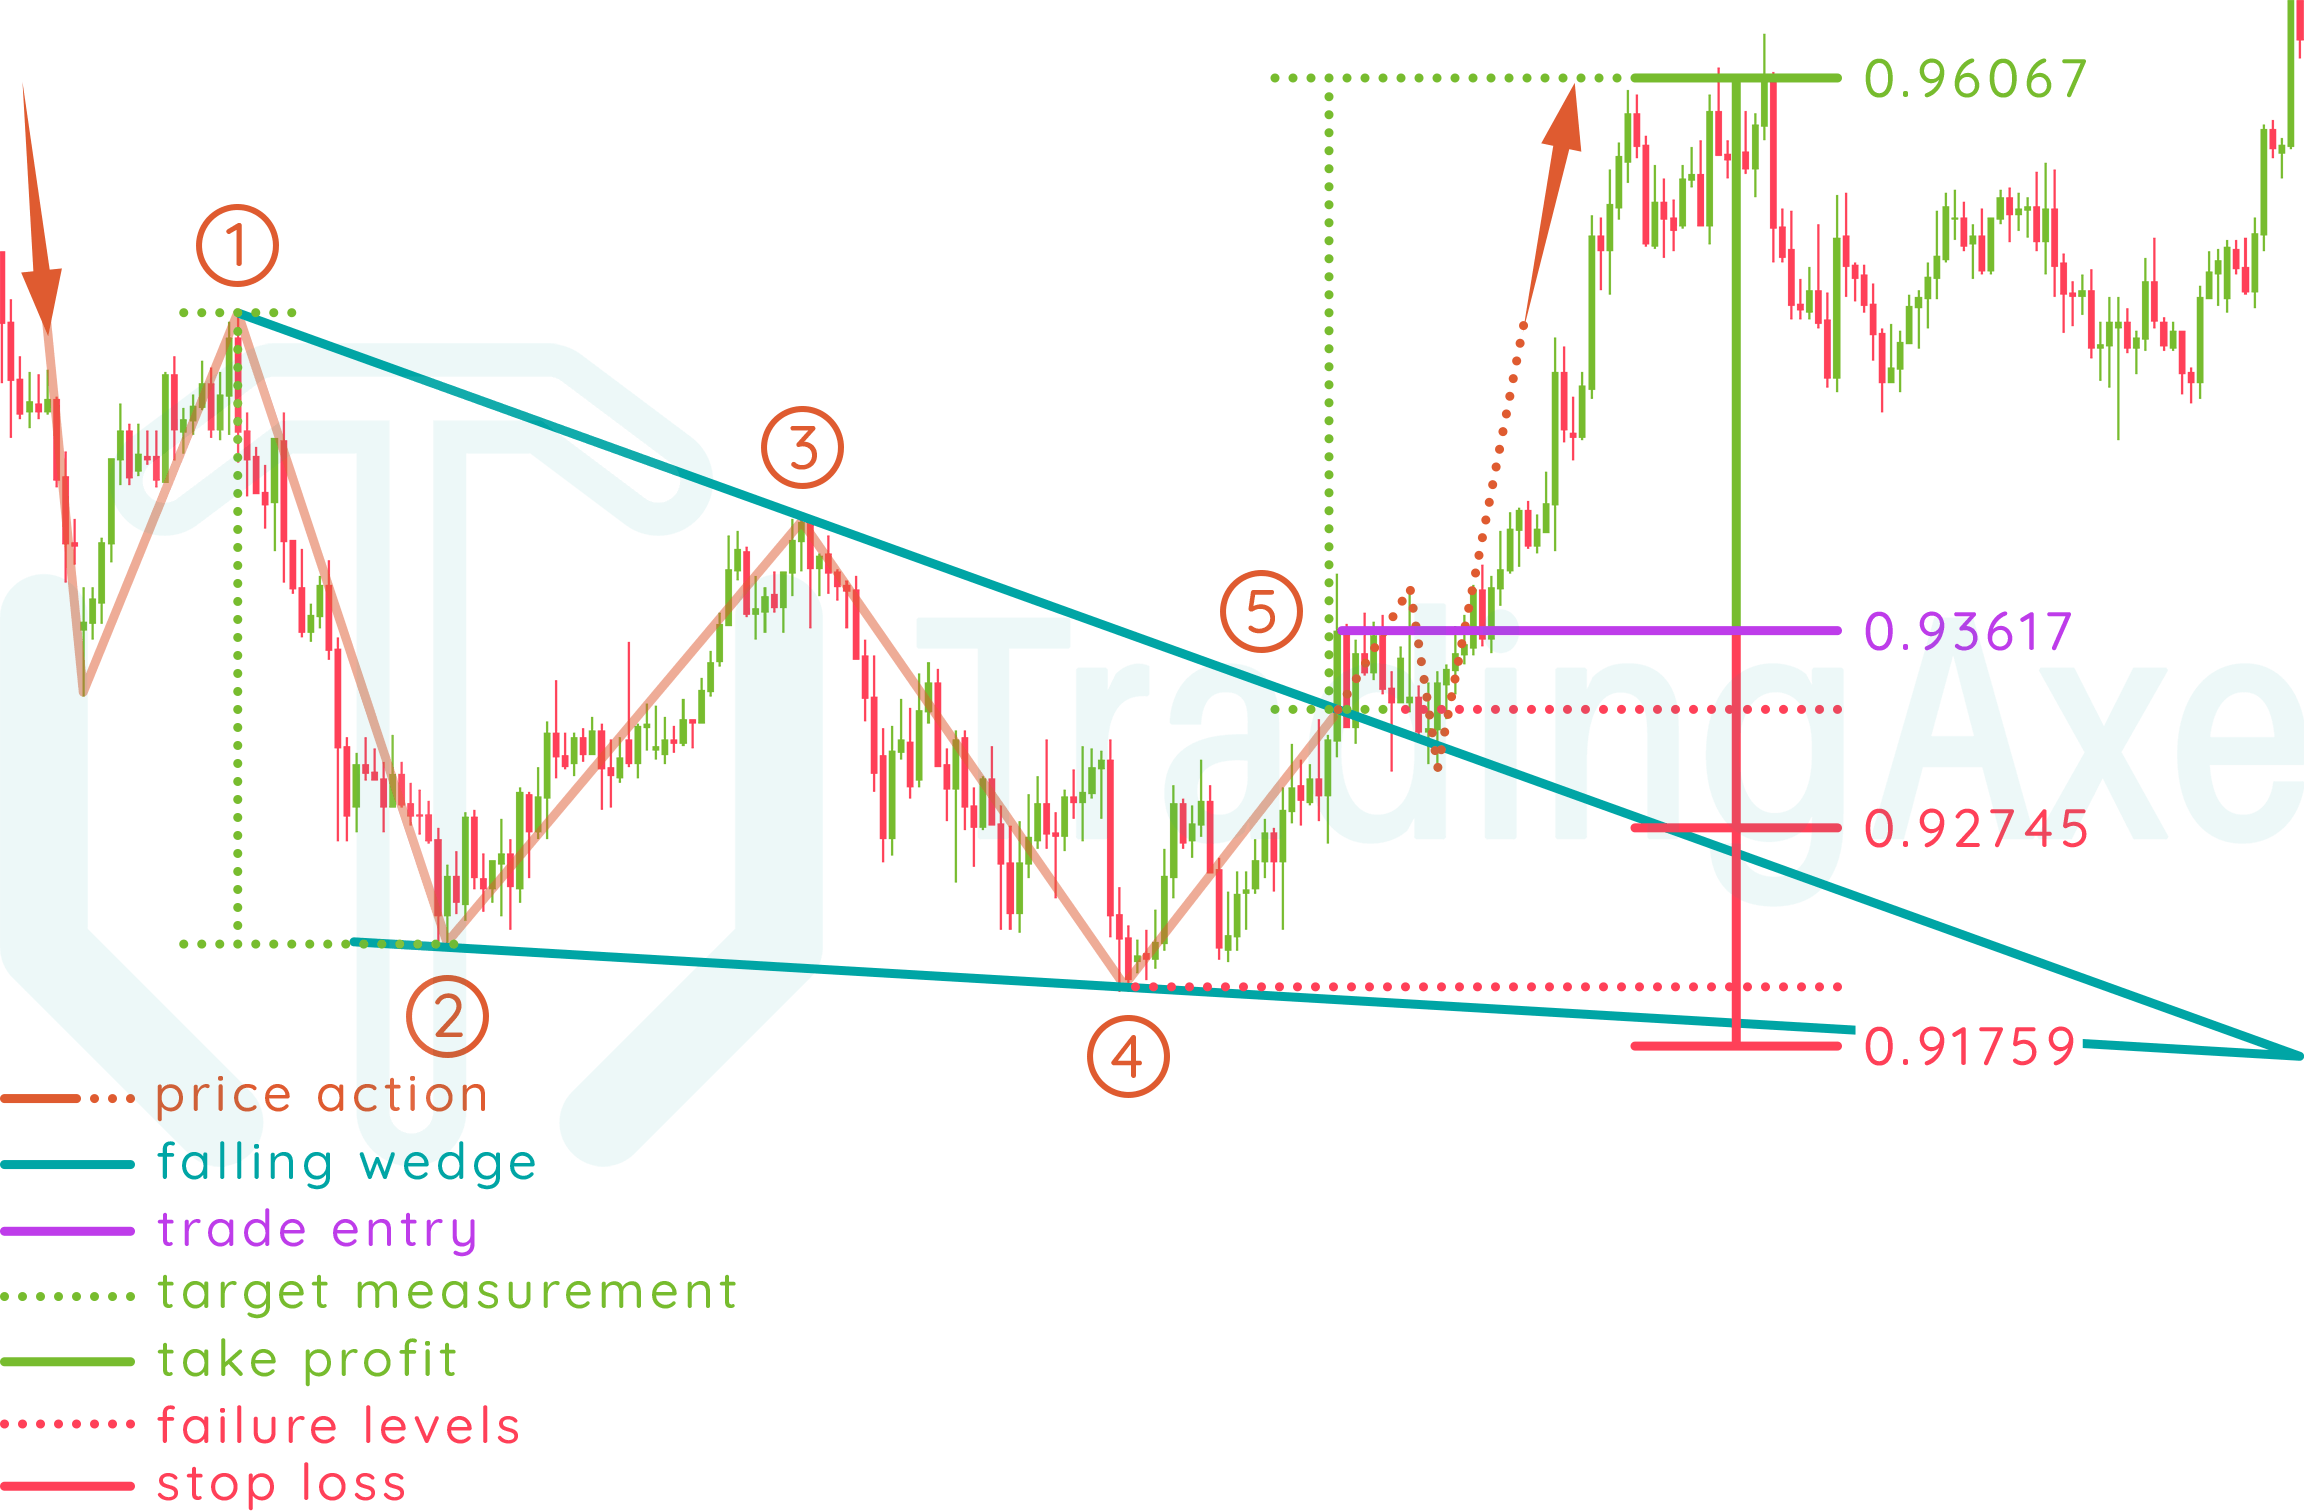 0.96067
1
3
5
0.93617
TradingAxe
0.92745
2
4
0.91759
price action
falling wedge
trade entry
target measurement
take profit
failure levels
stop loss